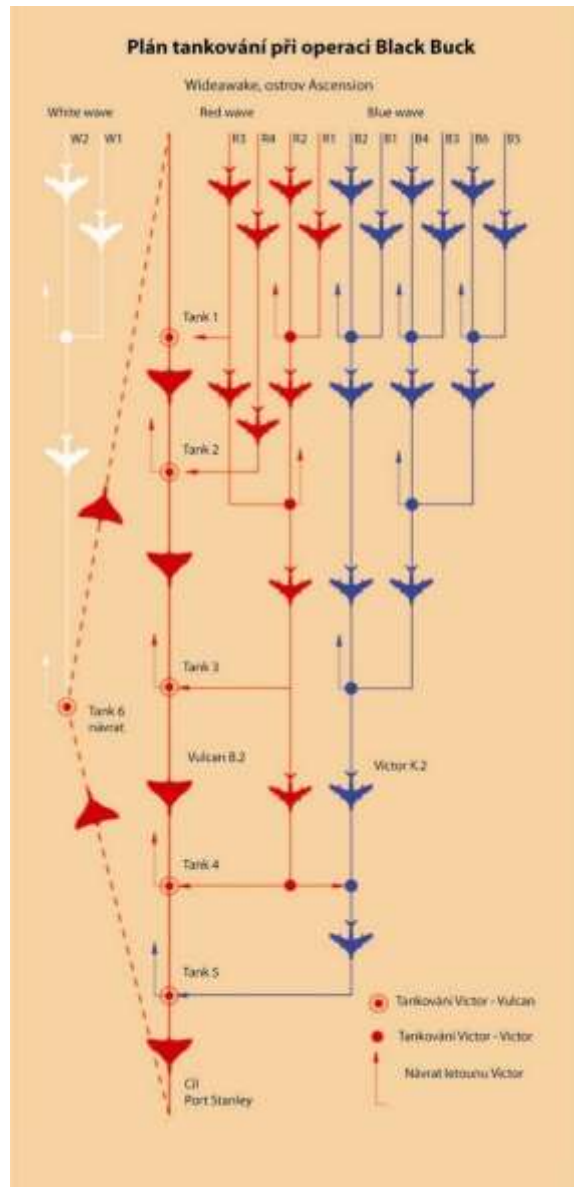 Plán tankování při operaci Black Buck
Wideawake, ostrov Ascension
White wave
Red wave
Blue wave
W2
W1
R3
R4
R2
R1
B2
B1
B4
B3
B6
B5
Tank 1
Tank 2
Tank 3
Tank 6
návrat
Vulcan B.2
Victor K.2
Tank 4
Tank 5
Tankování Victor - Vulcan
Tankování Victor - Victor
Návrat letounu Victor
Cíl
Port Stanley